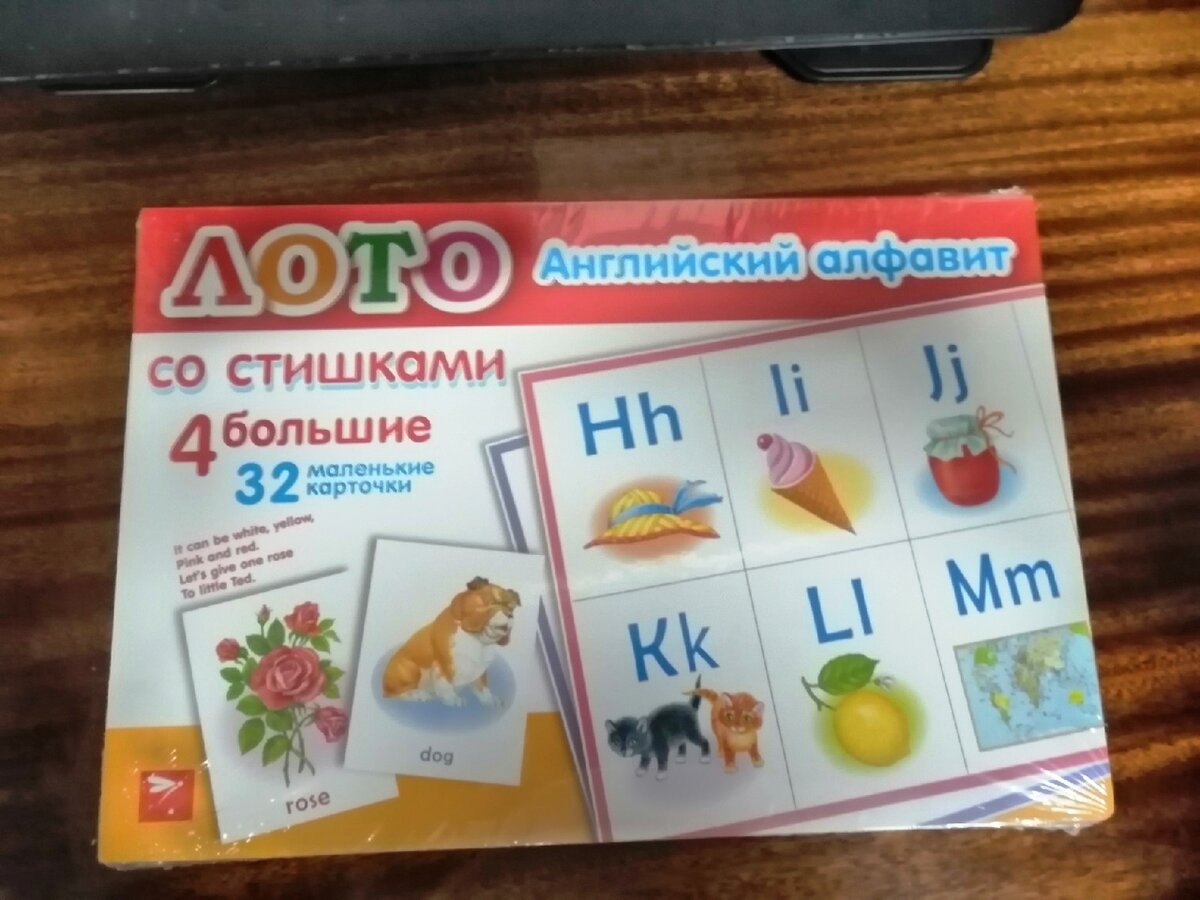 ЛОТО
Английский алфавит
со стишками
4 большие
32 маленькие
карточки
It can be white, yellow,
Pink and red.
Let's give one rose
To little Ted.
rose
dog
Hh
Ii
Jj
Kk
Ll
Mm